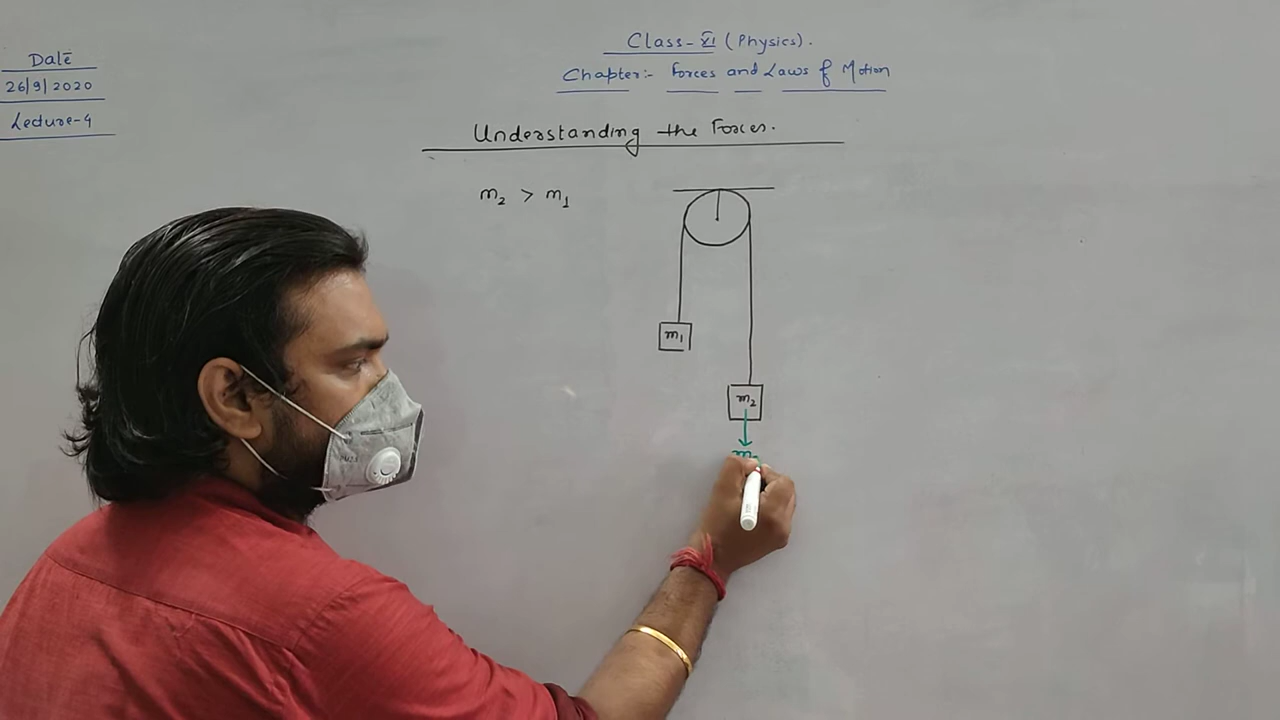 Class-XI (Physics).
Chapter:- Forces and Laws of Motion
Date
26/9/2020
Lecture-4
Understanding the Forces.
m₂ > m₁
m₁
m₂